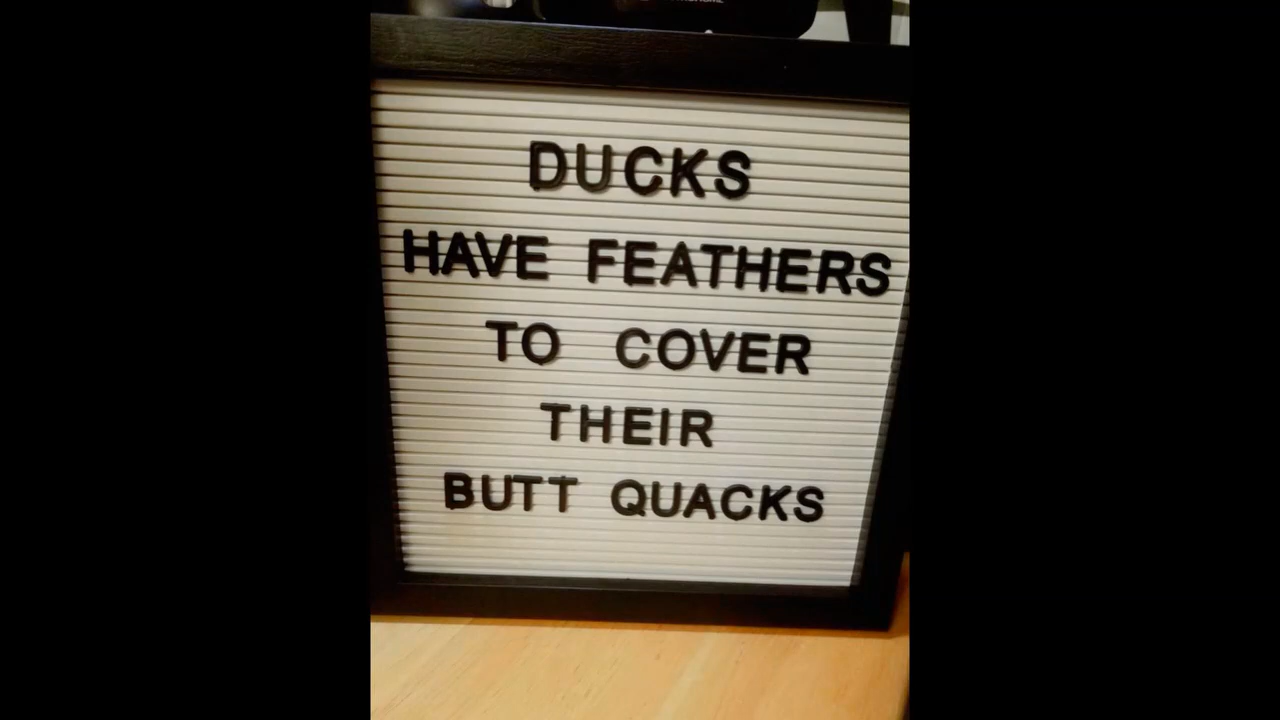 DUCKS
HAVE FEATHERS
TO COVER
THEIR
BUTT QUACKS